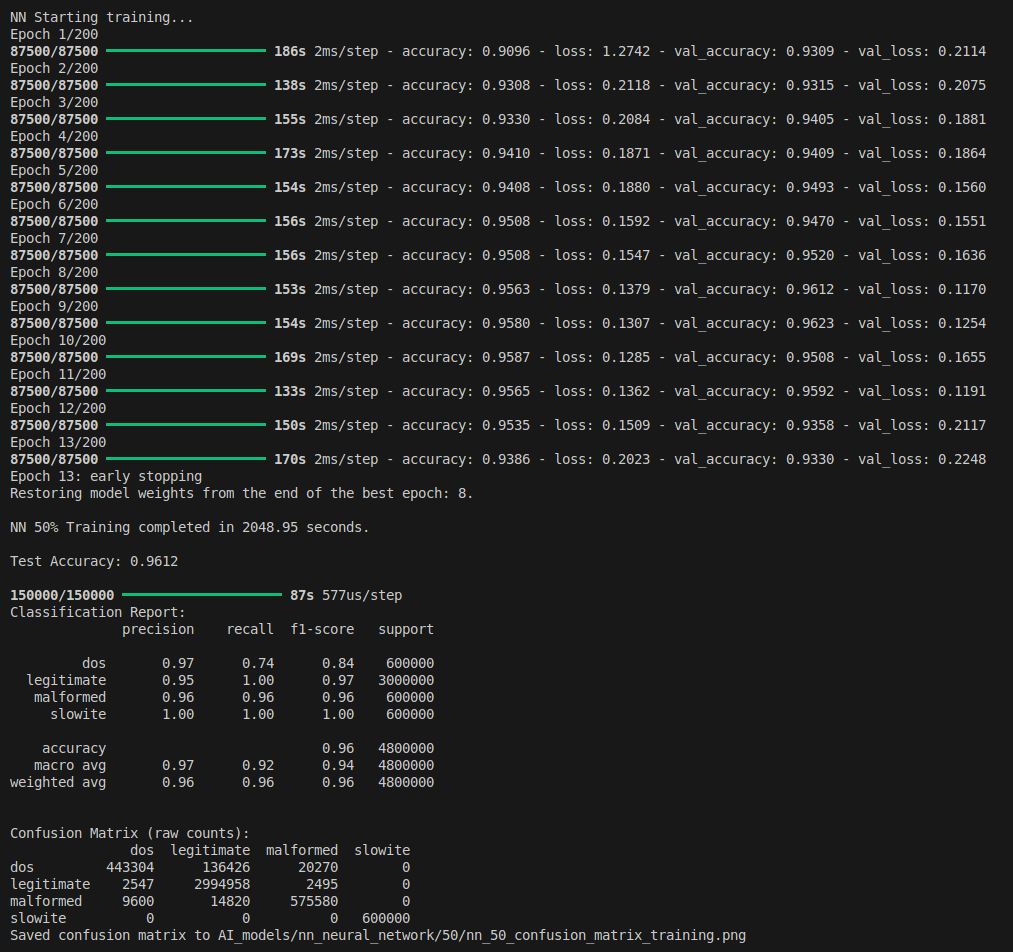 NN Starting training...
Epoch 1/200
87500/87500 186s 2ms/step - accuracy: 0.9096 - loss: 1.2742 - val_accuracy: 0.9309 - val_loss: 0.2114
Epoch 2/200
87500/87500 138s 2ms/step - accuracy: 0.9308 - loss: 0.2118 - val_accuracy: 0.9315 - val_loss: 0.2075
Epoch 3/200
87500/87500 155s 2ms/step - accuracy: 0.9330 - loss: 0.2084 - val_accuracy: 0.9405 - val_loss: 0.1881
Epoch 4/200
87500/87500 173s 2ms/step - accuracy: 0.9410 - loss: 0.1871 - val_accuracy: 0.9409 - val_loss: 0.1864
Epoch 5/200
87500/87500 154s 2ms/step - accuracy: 0.9408 - loss: 0.1880 - val_accuracy: 0.9493 - val_loss: 0.1560
Epoch 6/200
87500/87500 156s 2ms/step - accuracy: 0.9508 - loss: 0.1592 - val_accuracy: 0.9470 - val_loss: 0.1551
Epoch 7/200
87500/87500 156s 2ms/step - accuracy: 0.9508 - loss: 0.1547 - val_accuracy: 0.9520 - val_loss: 0.1636
Epoch 8/200
87500/87500 153s 2ms/step - accuracy: 0.9563 - loss: 0.1379 - val_accuracy: 0.9612 - val_loss: 0.1170
Epoch 9/200
87500/87500 154s 2ms/step - accuracy: 0.9580 - loss: 0.1307 - val_accuracy: 0.9623 - val_loss: 0.1254
Epoch 10/200
87500/87500 169s 2ms/step - accuracy: 0.9587 - loss: 0.1285 - val_accuracy: 0.9508 - val_loss: 0.1655
Epoch 11/200
87500/87500 133s 2ms/step - accuracy: 0.9565 - loss: 0.1362 - val_accuracy: 0.9592 - val_loss: 0.1191
Epoch 12/200
87500/87500 150s 2ms/step - accuracy: 0.9535 - loss: 0.1509 - val_accuracy: 0.9358 - val_loss: 0.2117
Epoch 13/200
87500/87500 170s 2ms/step - accuracy: 0.9386 - loss: 0.2023 - val_accuracy: 0.9330 - val_loss: 0.2248
Epoch 13: early stopping
Restoring model weights from the end of the best epoch: 8.
NN 50% Training completed in 2048.95 seconds.
Test Accuracy: 0.9612
150000/150000 87s 577us/step
Classification Report:
precision recall f1-score support
dos 0.97 0.74 0.84 600000
legitimate 0.95 1.00 0.97 3000000
malformed 0.96 0.96 0.96 600000
slowite 1.00 1.00 1.00 600000
accuracy 0.96 4800000
macro avg 0.97 0.92 0.94 4800000
weighted avg 0.96 0.96 0.96 4800000
Confusion Matrix (raw counts):
dos legitimate malformed slowite
dos 443304 136426 20270 0
legitimate 2547 2994958 2495 0
malformed 9600 14820 575580 0
slowite 0 0 0 600000
Saved confusion matrix to AI_models/nn_neural_network/50/nn_50_confusion_matrix_training.png